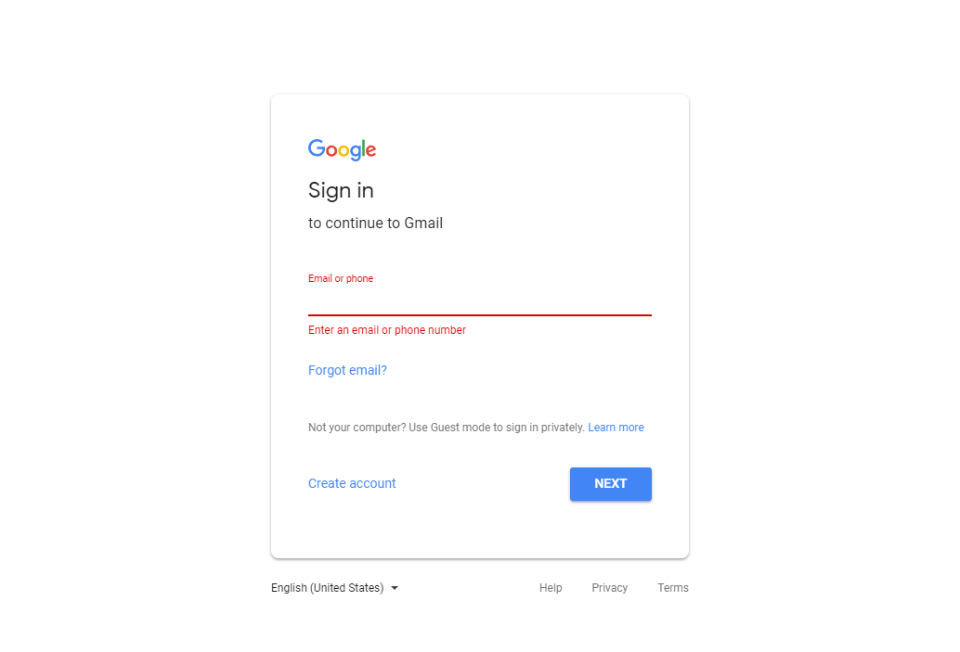 Google
Sign in
to continue to Gmail
Email or phone
Enter an email or phone number
Forgot email?
Not your computer? Use Guest mode to sign in privately. Learn more
Create account
NEXT
English (United States)
Help
Privacy
Terms